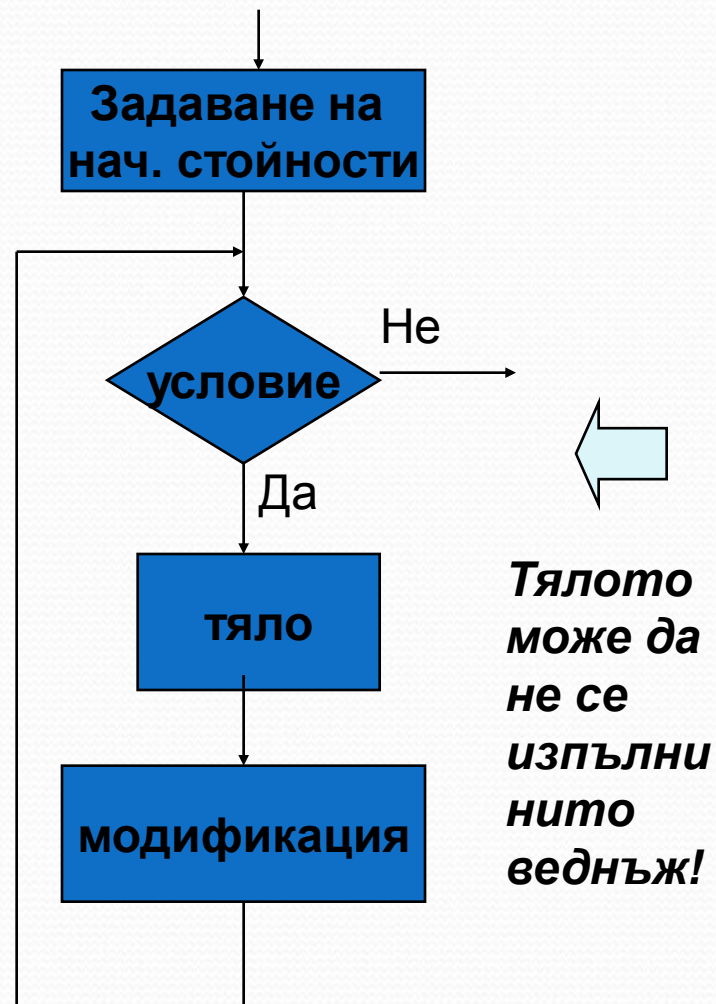 Задаване на
нач. стойности
Не
условие
Да
тяло
Тялото
може да
не се
изпълни
нито
веднъж!
модификация